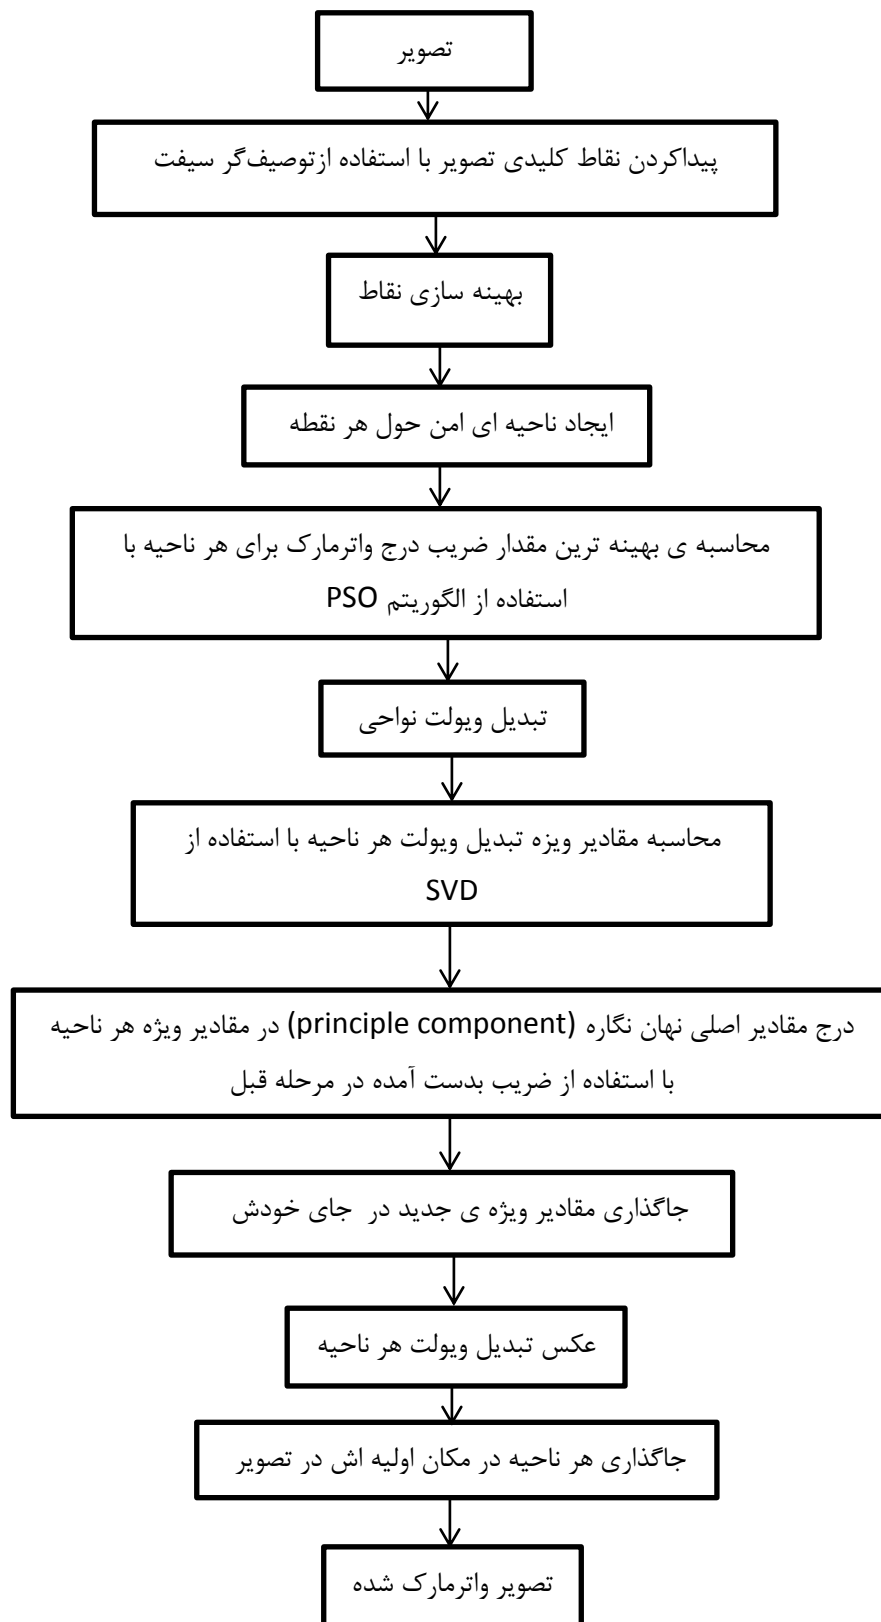 تصویر
پیداکردن نقاط کلیدی تصویر با استفاده ازتوصیف‌گر سیفت
بهینه سازی نقاط
ایجاد ناحیه ای امن حول هر نقطه
محاسبه ی بهینه ترین مقدار ضریب درج واترمارک برای هر ناحیه با
استفاده از الگوریتم PSO
تبدیل ویولت نواحی
محاسبه مقادیر ویزه تبدیل ویولت هر ناحیه با استفاده از
SVD
درج مقادیر اصلی نهان نگاره (principle component) در مقادیر ویژه هر ناحیه
با استفاده از ضریب بدست آمده در مرحله قبل
جاگذاری مقادیر ویژه ی جدید در جای خودش
عکس تبدیل ویولت هر ناحیه
جاگذاری هر ناحیه در مکان اولیه اش در تصویر
تصویر واترمارک شده